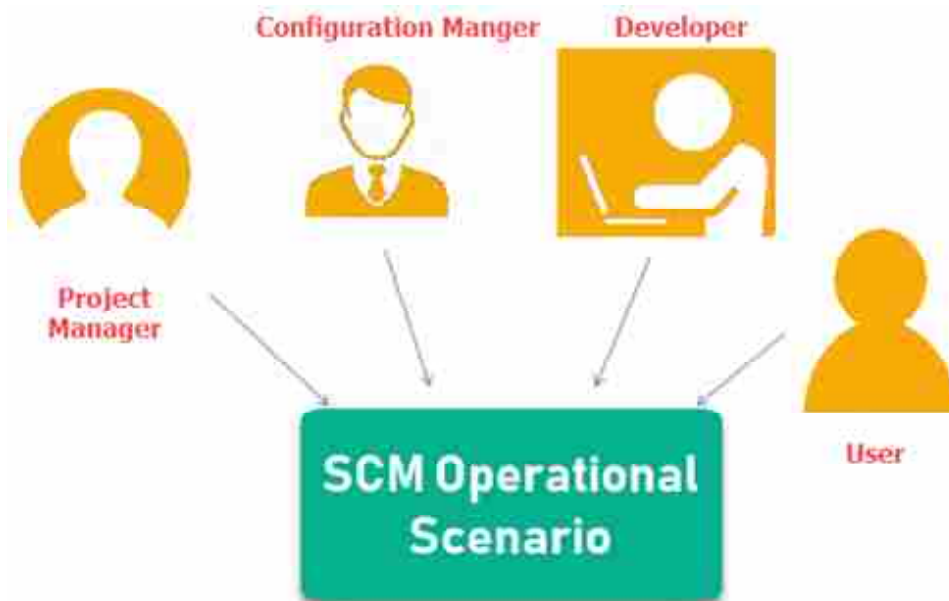 Configuration Manger
Developer
Project
Manager
User
SCM Operational
Scenario